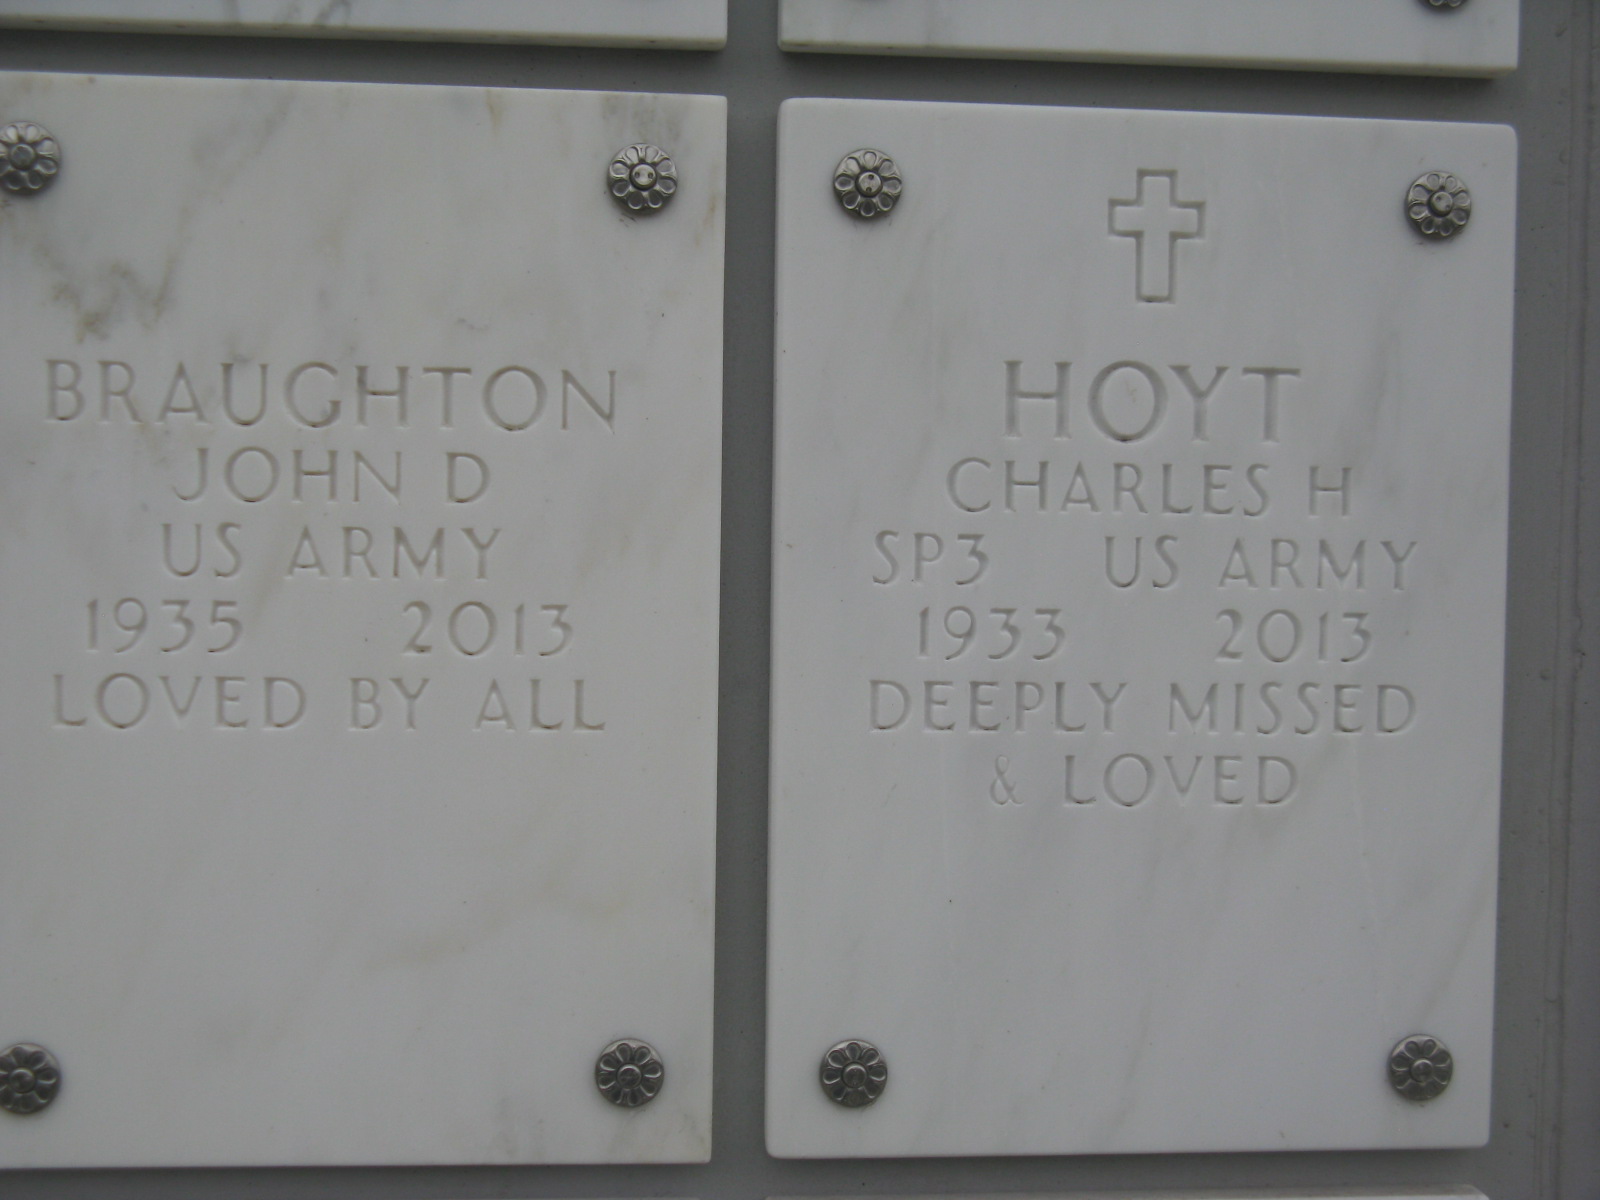 BRAUGHTON
JOHN D
US ARMY
1935 2013
LOVED BY ALL
HOYT
CHARLES H
SP3 US ARMY
1933 2013
DEEPLY MISSED
& LOVED